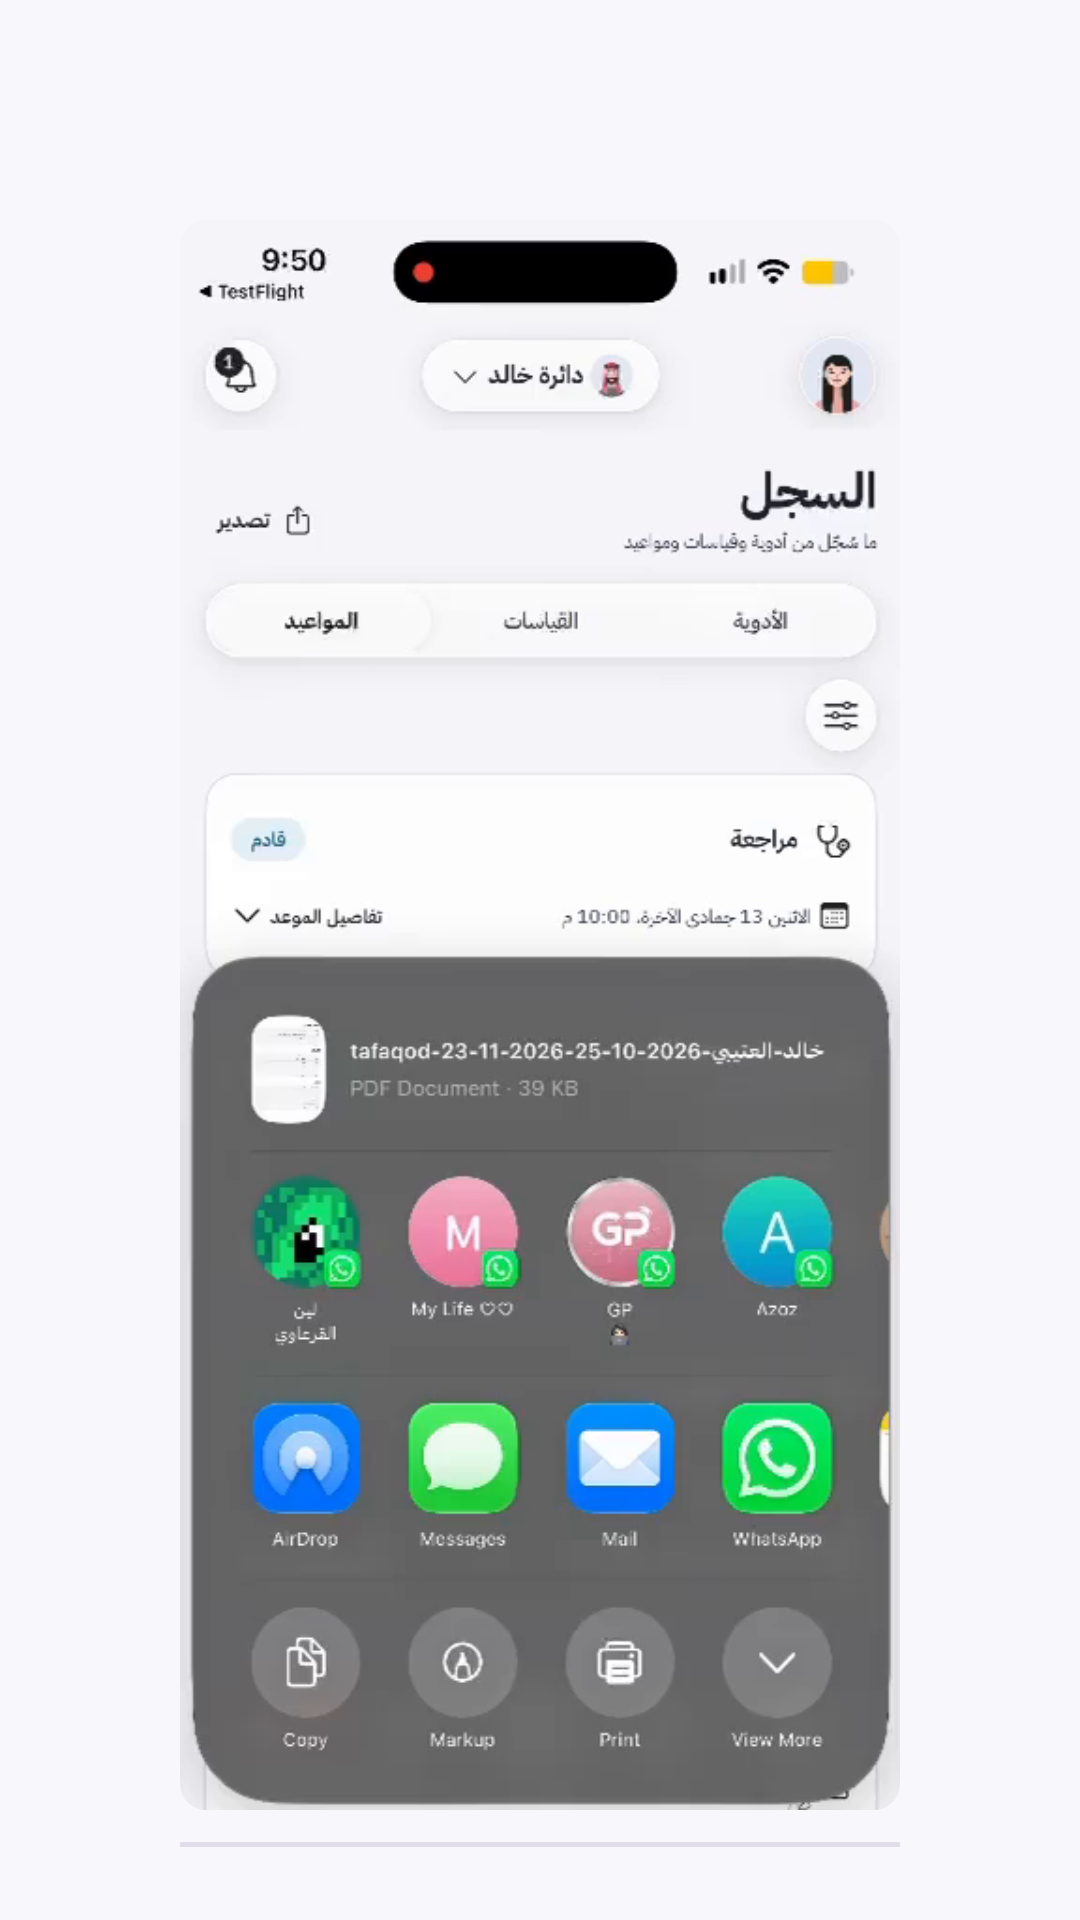 9:50
◀ TestFlight
1
دائرة خالد
السجل
تصدير
ما سُجّل من أدوية وقياسات ومواعيد
الأدوية
القياسات
المواعيد
مراجعة
قادم
الاثنين 13 جمادى الآخرة، 10:00 م
تفاصيل الموعد
tafaqod-23-11-2026-25-10-2026-خالد-العتيبي
PDF Document · 39 KB
M
GP
A
لين
القرعاوي
My Life ♡♡
GP
Azoz
AirDrop
Messages
Mail
WhatsApp
Copy
Markup
Print
View More